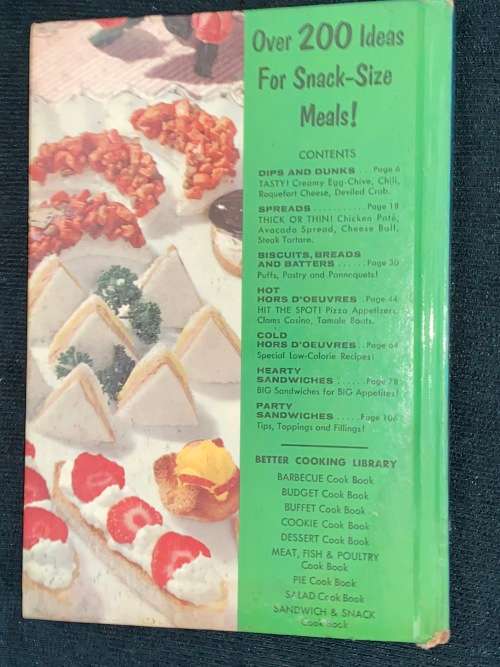 Over 200 Ideas
For Snack-Size
Meals!
CONTENTS
DIPS AND DUNKS . . Page 6
TASTY! Creamy Egg-Chive, Chili,
Roquefort Cheese, Deviled Crab.
SPREADS . . . . . . . . . . . Page 18
THICK OR THIN! Chicken Paté,
Avocado Spread, Cheese Ball,
Steak Tartare.
BISCUITS, BREADS
AND BATTERS . . . . . . Page 30
Puffs, Pastry and Pannequets!
HOT
HORS D'OEUVRES . Page 44
HIT THE SPOT! Pizza Appetizers,
Clams Casino, Tamale Boats.
COLD
HORS D'OEUVRES . . Page 64
Special Low-Calorie Recipes!
HEARTY
SANDWICHES . . . . . Page 78
BIG Sandwiches for BIG Appetites!
PARTY
SANDWICHES . . . . . Page 106
Tips, Toppings and Fillings!
BETTER COOKING LIBRARY
BARBECUE Cook Book
BUDGET Cook Book
BUFFET Cook Book
COOKIE Cook Book
DESSERT Cook Book
MEAT, FISH & POULTRY
Cook Book
PIE Cook Book
SALAD Cook Book
SANDWICH & SNACK
Cook Book